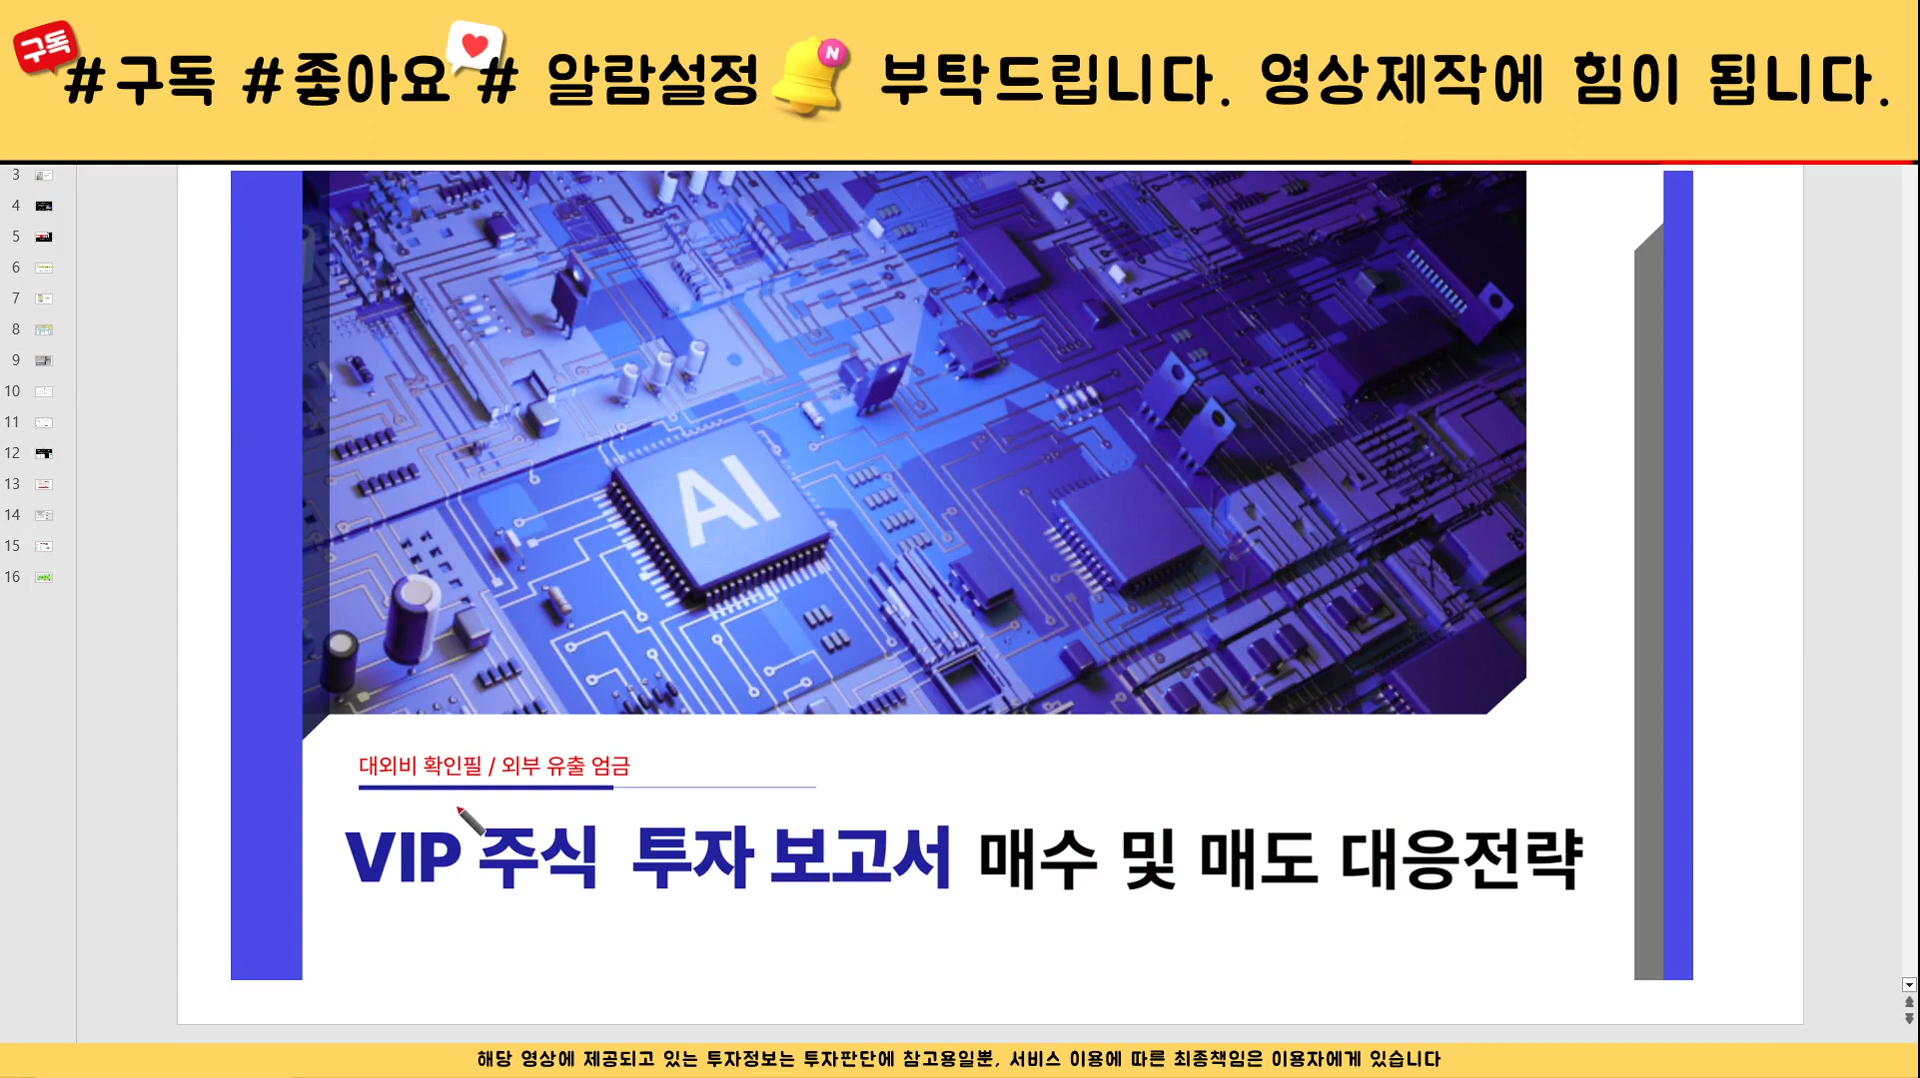 구독
#구독 #좋아요 # 알람설정 N 부탁드립니다. 영상제작에 힘이 됩니다.
3
4
5
6
7
8
9
10
11
12
13
14
15
16
AI
대외비 확인필 / 외부 유출 엄금
VIP 주식 투자 보고서 매수 및 매도 대응전략
해당 영상에 제공되고 있는 투자정보는 투자판단에 참고용일뿐, 서비스 이용에 따른 최종책임은 이용자에게 있습니다